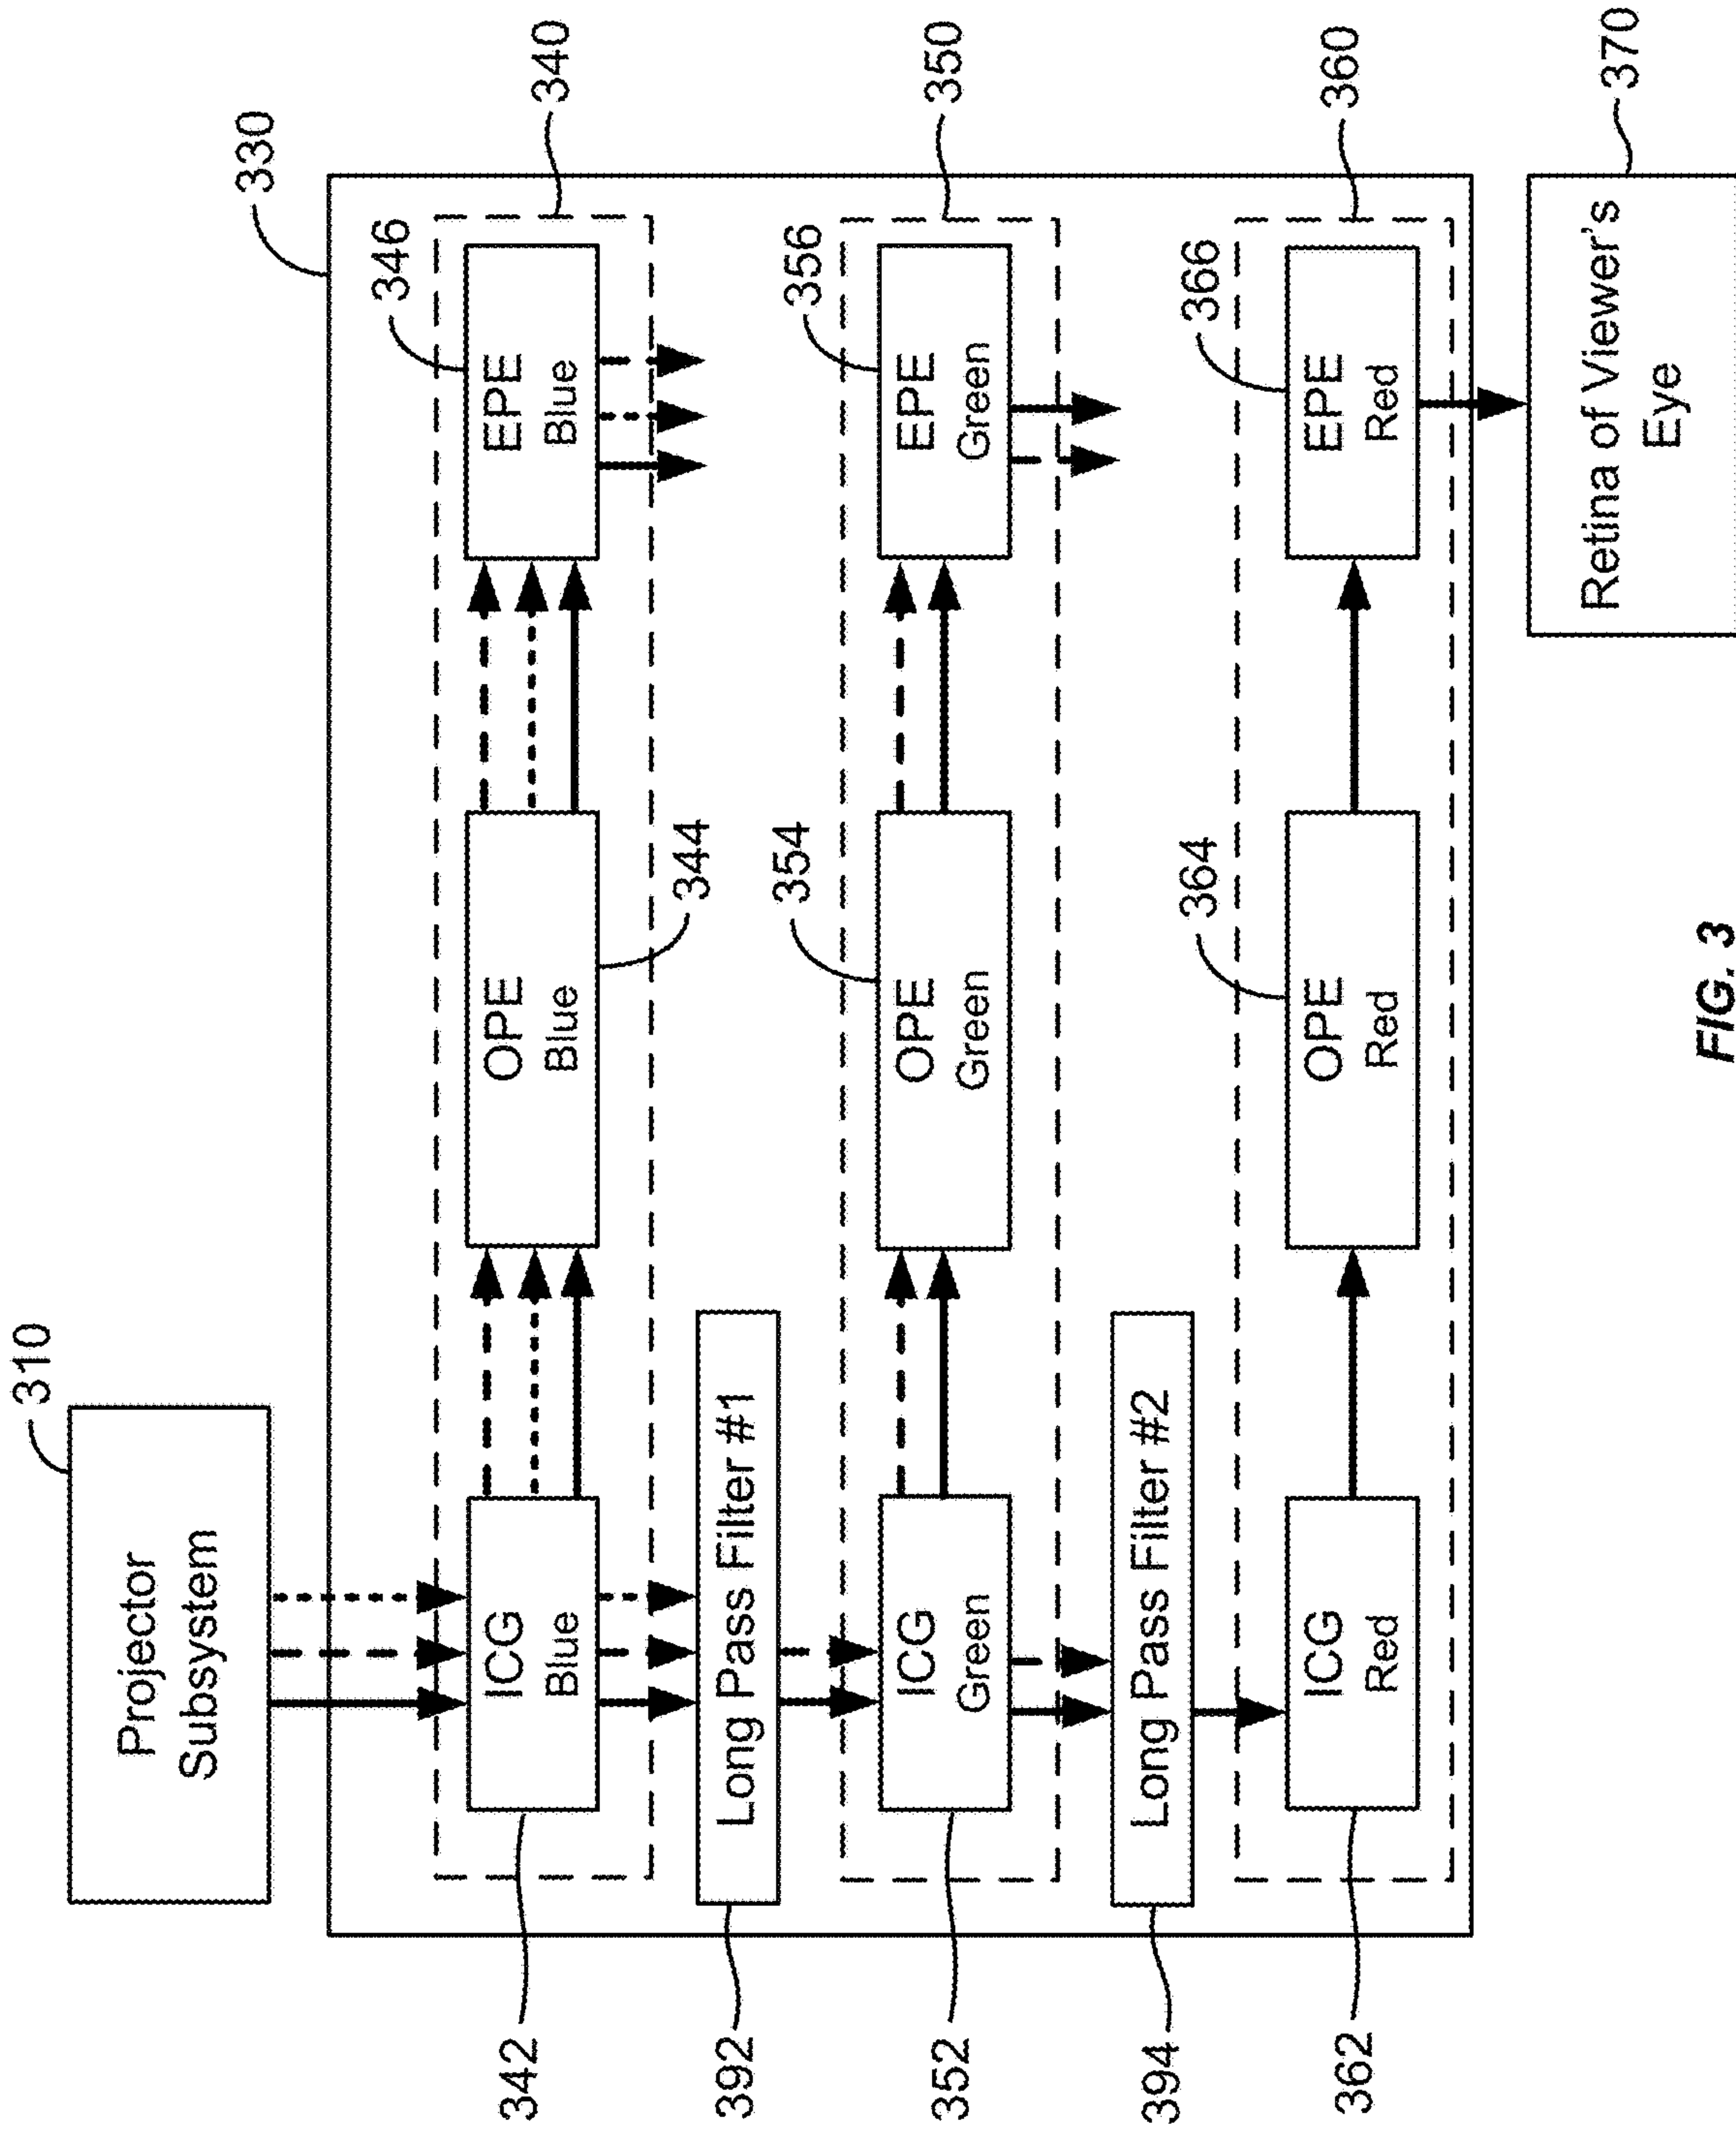 310
Projector
Subsystem
330
340
346
ICG
Blue
OPE
Blue
EPE
Blue
342
344
Long Pass Filter #1
392
350
354
356
ICG
Green
OPE
Green
EPE
Green
352
Long Pass Filter #2
394
360
364
366
ICG
Red
OPE
Red
EPE
Red
362
Retina of Viewer's
Eye
370
FIG. 3